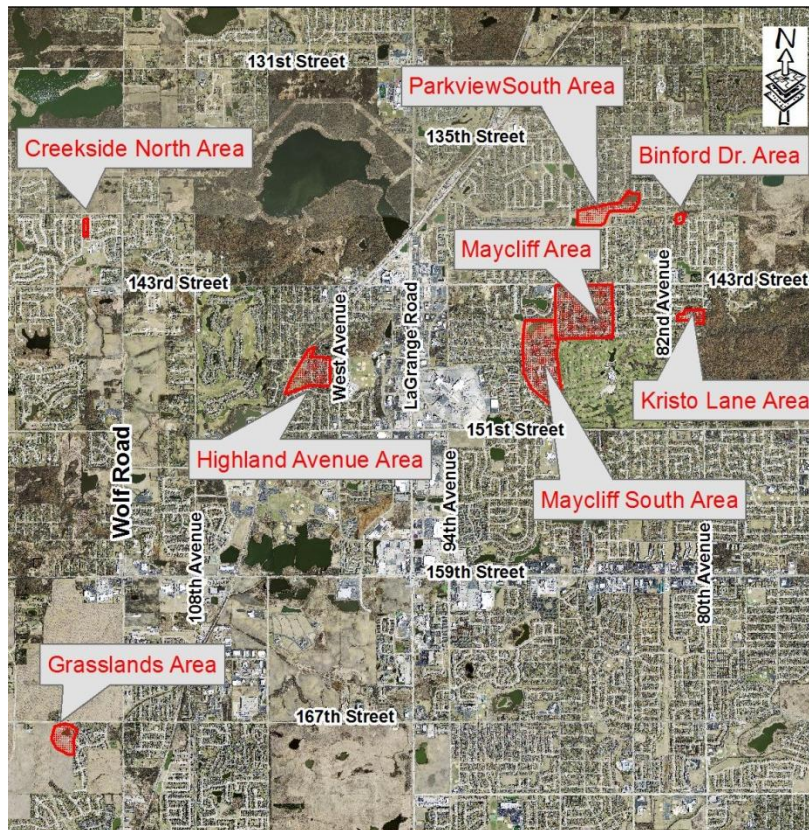 131st Street
N
ParkviewSouth Area
135th Street
Creekside North Area
Binford Dr. Area
Maycliff Area
143rd Street
143rd Street
82nd Avenue
West Avenue
LaGrange Road
Kristo Lane Area
151st Street
Highland Avenue Area
Maycliff South Area
Wolf Road
94th Avenue
159th Street
108th Avenue
80th Avenue
Grasslands Area
167th Street